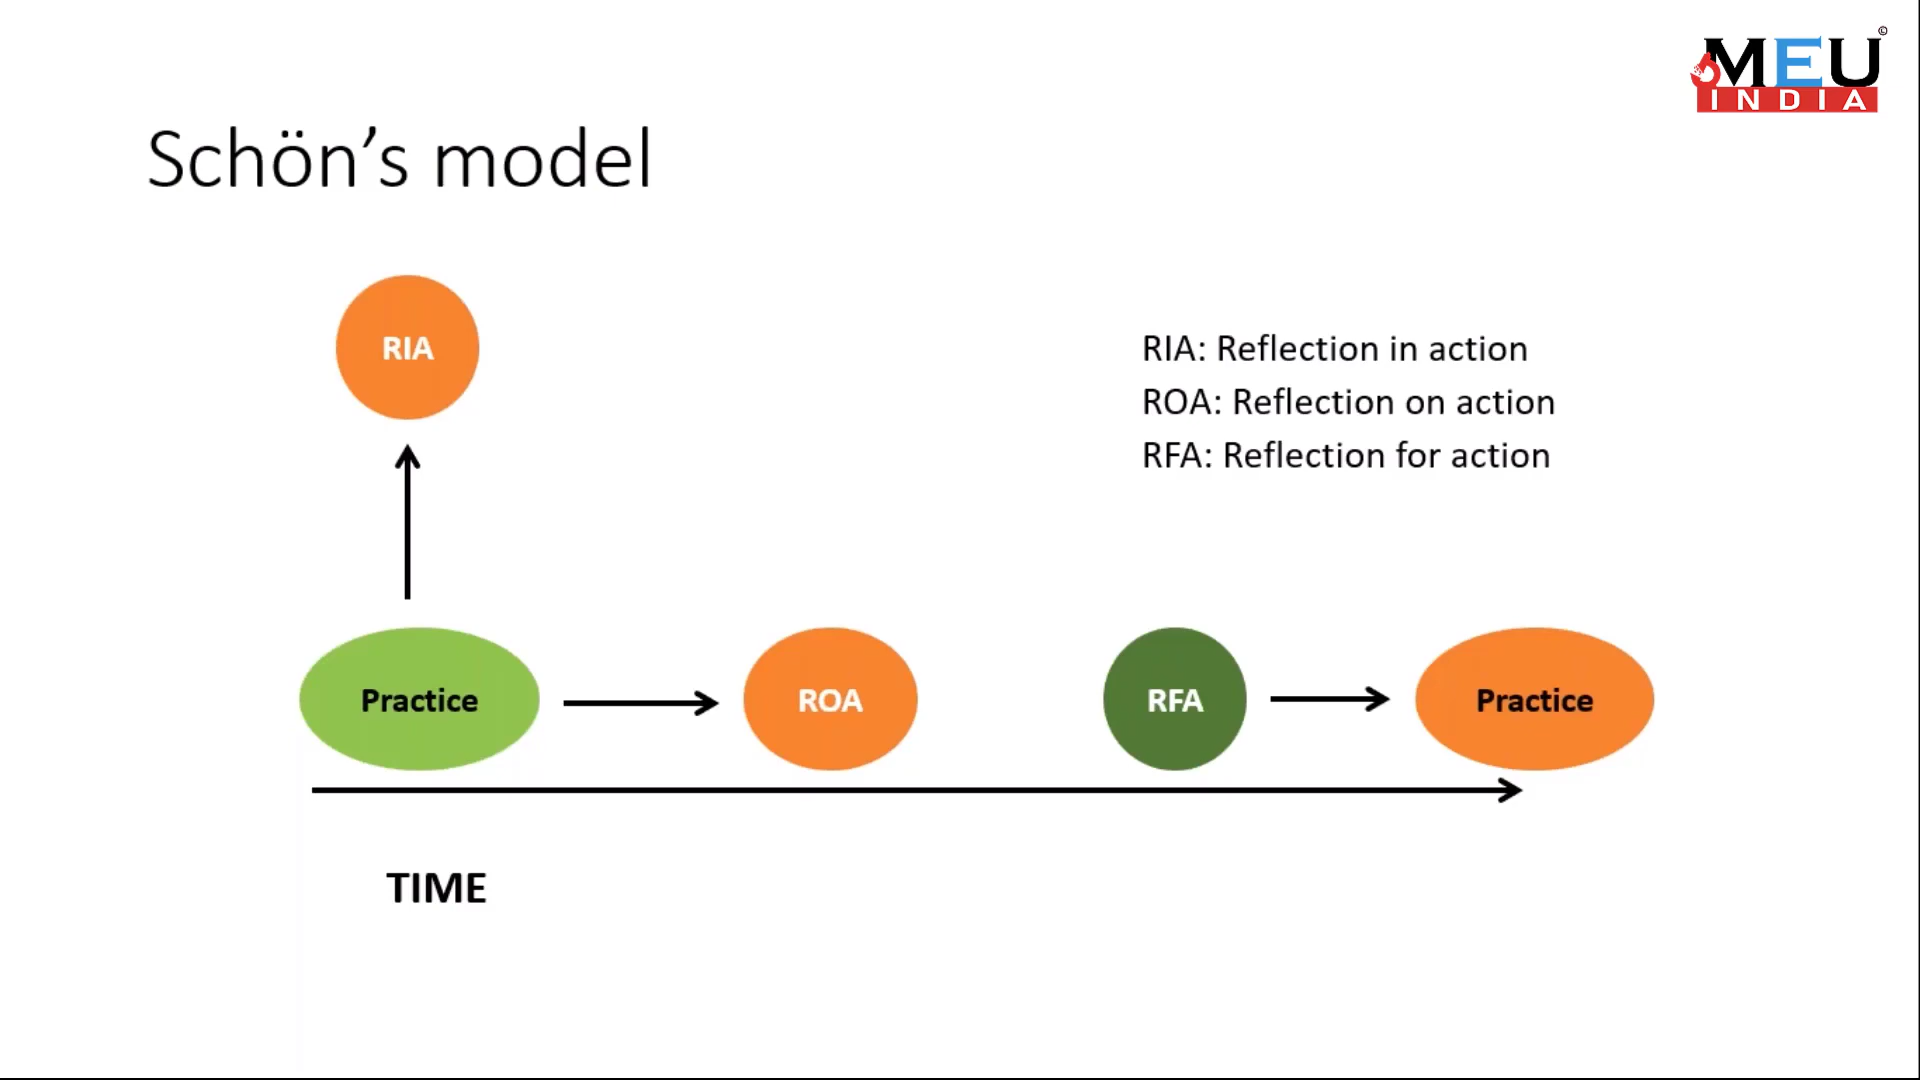 MEU
©
INDIA
Schön’s model
RIA
RIA: Reflection in action
ROA: Reflection on action
RFA: Reflection for action
Practice
ROA
RFA
Practice
TIME